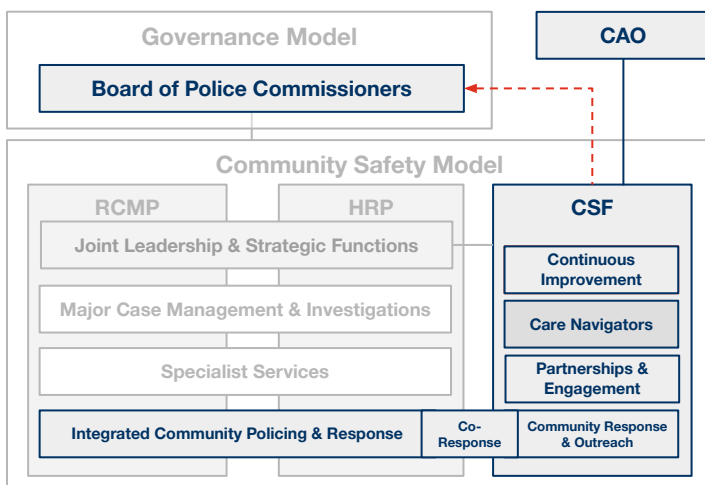 Governance Model
CAO
Board of Police Commissioners
Community Safety Model
RCMP
HRP
CSF
Joint Leadership & Strategic Functions
Continuous
Improvement
Major Case Management & Investigations
Care Navigators
Specialist Services
Partnerships &
Engagement
Integrated Community Policing & Response
Co-
Response
Community Response
& Outreach